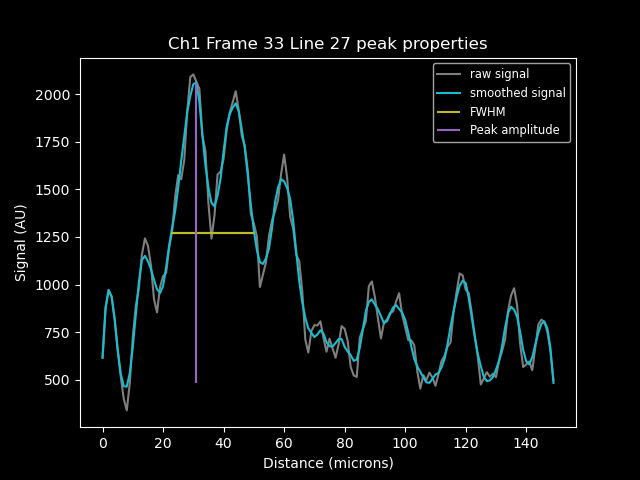 Ch1 Frame 33 Line 27 peak properties
raw signal
smoothed signal
FWHM
Peak amplitude
Signal (AU)
2000
1750
1500
1250
1000
750
500
0 20 40 60 80 100 120 140
Distance (microns)